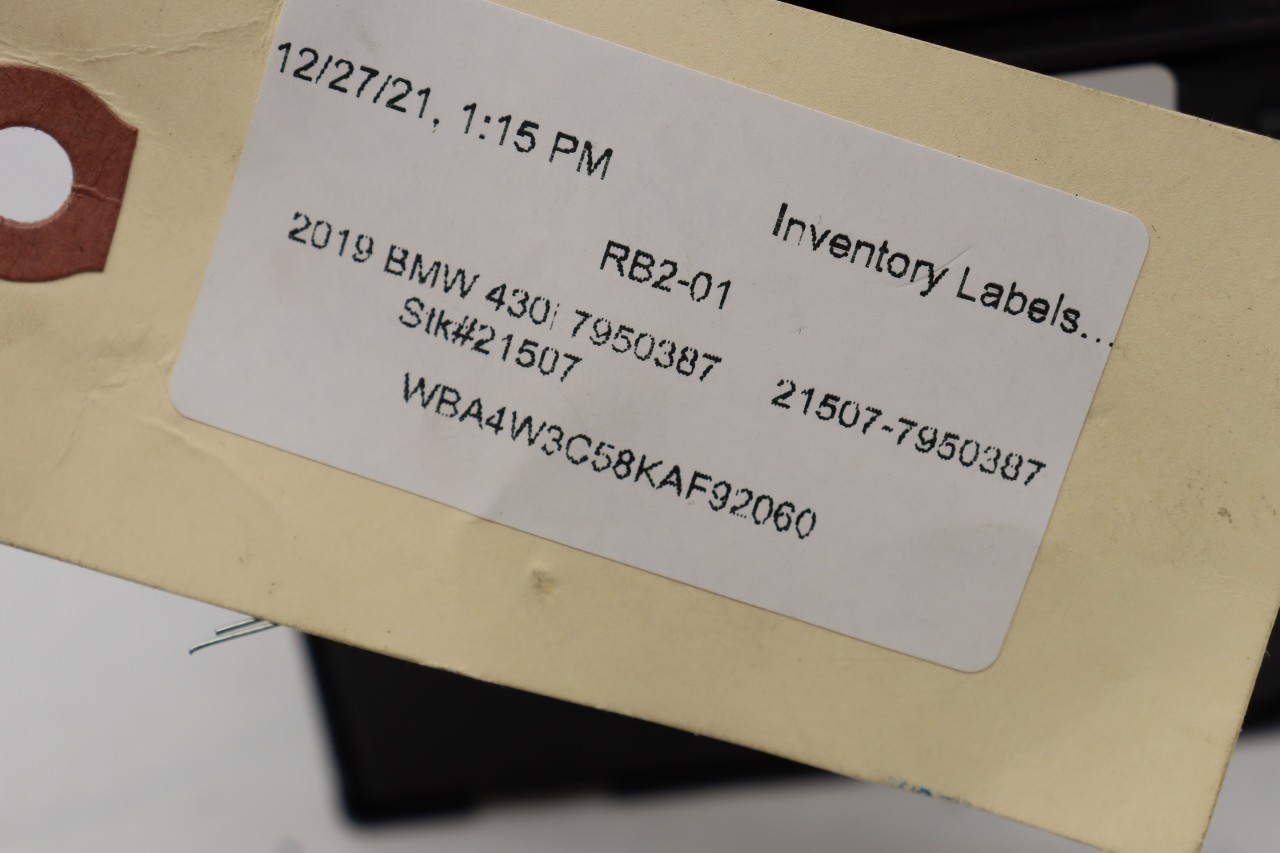 12/27/21, 1:15 PM
Inventory Labels...
RB2-01
2019 BMW 430i 7950387
21507-7950387
Stk#21507
WBA4W3C58KAF92060